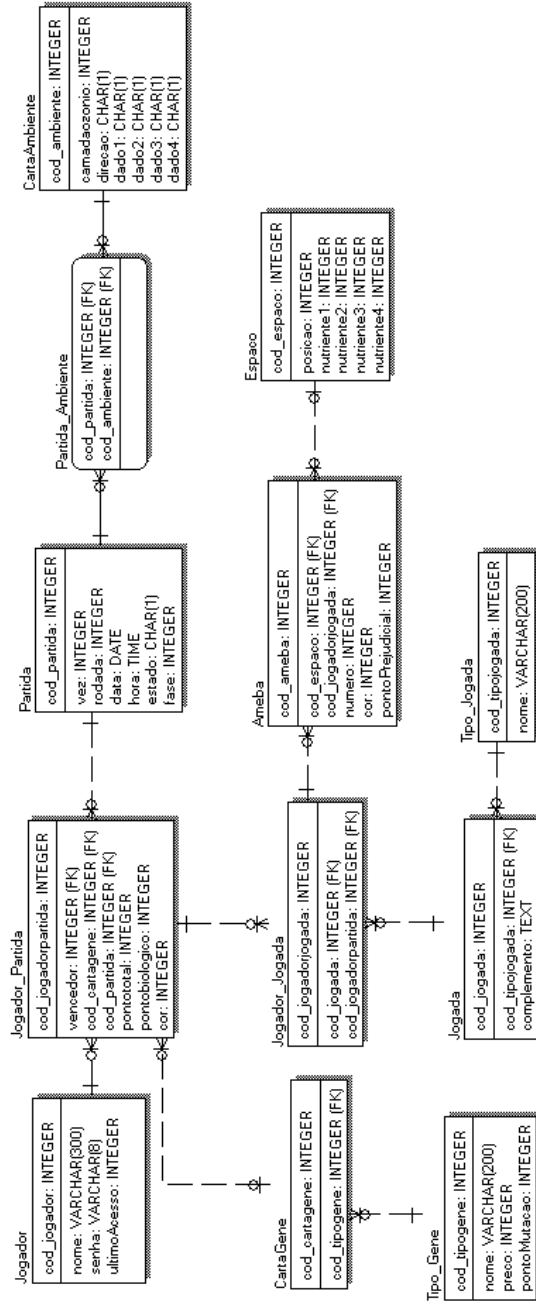 Jogador
cod_jogador: INTEGER
nome: VARCHAR(300)
senha: VARCHAR(8)
ultimoAcesso: INTEGER
Jogador_Partida
cod_jogadorpartida: INTEGER
vencedor: INTEGER (FK)
cod_cartagene: INTEGER (FK)
cod_partida: INTEGER (FK)
pontototal: INTEGER
pontobiologico: INTEGER
cor: INTEGER
Partida
cod_partida: INTEGER
vez: INTEGER
rodada: INTEGER
data: DATE
hora: TIME
estado: CHAR(1)
fase: INTEGER
Partida_Ambiente
cod_partida: INTEGER (FK)
cod_ambiente: INTEGER (FK)
CartaAmbiente
cod_ambiente: INTEGER
camadaozonio: INTEGER
direcao: CHAR(1)
dado1: CHAR(1)
dado2: CHAR(1)
dado3: CHAR(1)
dado4: CHAR(1)
CartaGene
cod_cartagene: INTEGER
cod_tipogene: INTEGER (FK)
Jogador_Jogada
cod_jogadorjogada: INTEGER
cod_jogada: INTEGER (FK)
cod_jogadorpartida: INTEGER (FK)
Ameba
cod_ameba: INTEGER
cod_espaco: INTEGER (FK)
cod_jogadorjogada: INTEGER (FK)
numero: INTEGER
cor: INTEGER
pontoPrejudicial: INTEGER
Espaco
cod_espaco: INTEGER
posicao: INTEGER
nutriente1: INTEGER
nutriente2: INTEGER
nutriente3: INTEGER
nutriente4: INTEGER
Tipo_Gene
cod_tipogene: INTEGER
nome: VARCHAR(200)
preco: INTEGER
pontoMutacao: INTEGER
Jogada
cod_jogada: INTEGER
cod_tipojogada: INTEGER (FK)
complemento: TEXT
Tipo_Jogada
cod_tipojogada: INTEGER
nome: VARCHAR(200)